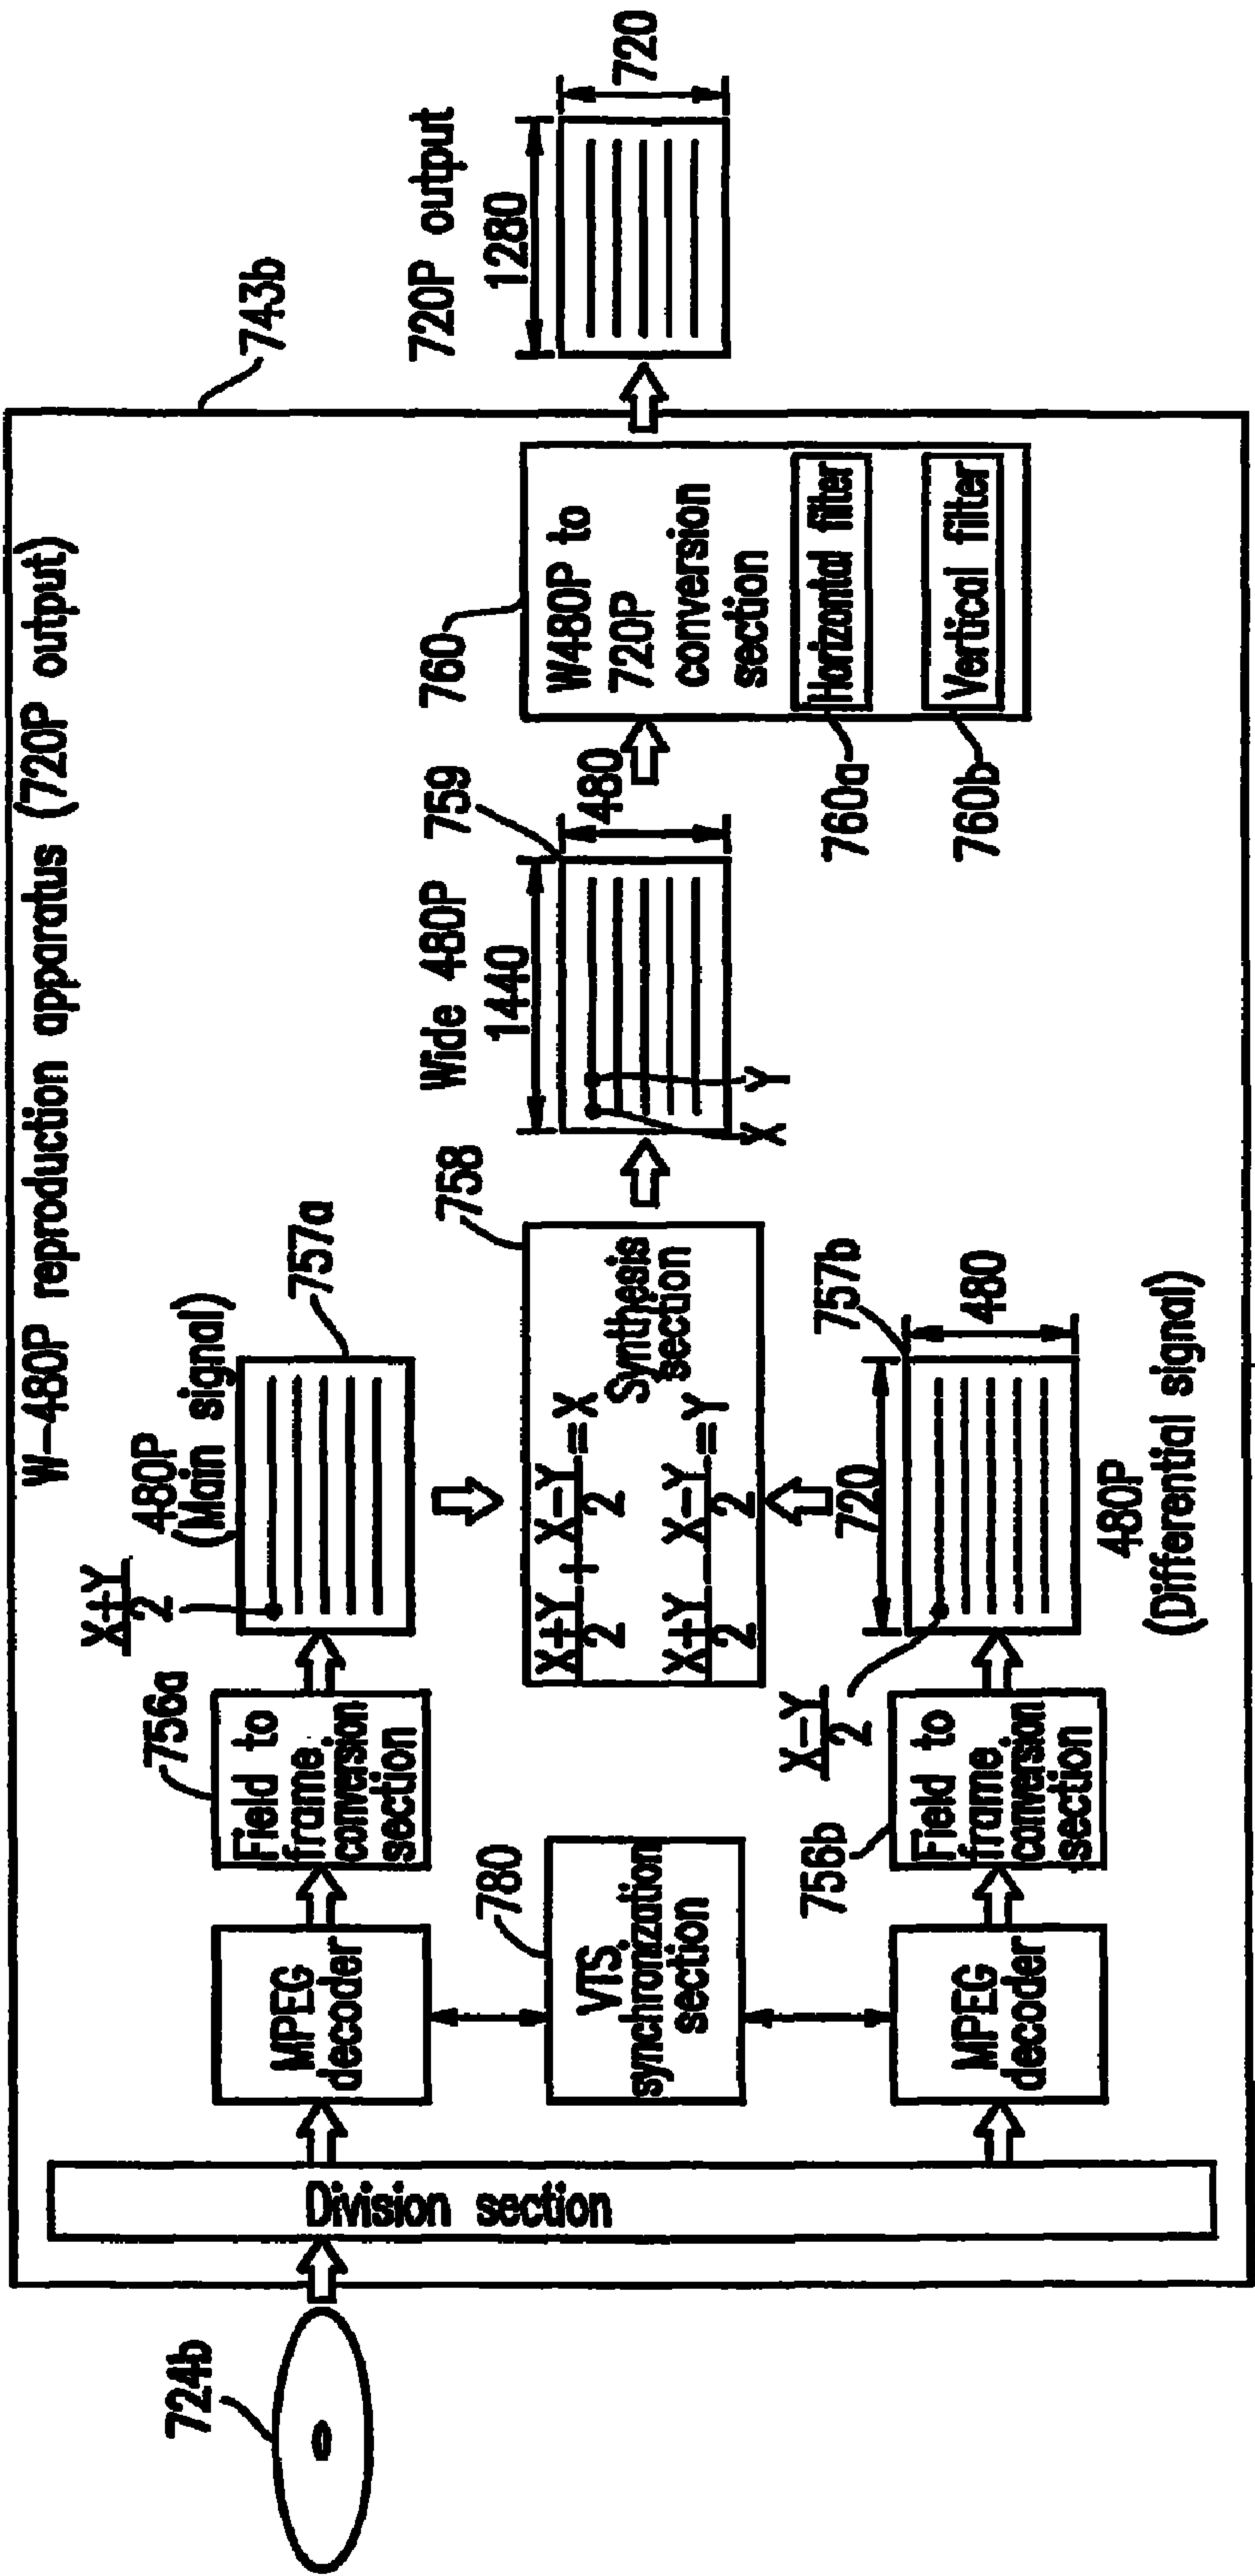 W-480P reproduction apparatus (720P output)
743b
724b
Division section
MPEG
decoder
756a
Field to
frame
conversion
section
X+Y
2
480P
(Main signal)
757a
780
VTS
synchronization
section
MPEG
decoder
756b
Field to
frame
conversion
section
X-Y
2
720
757b
480
480P
(Differential signal)
758
X+Y + X-Y =X
2 2
X+Y - X-Y =Y
2 2
Synthesis
section
Wide 480P
1440
759
480
X Y
760
W480P to
720P
conversion
section
Horizontal filter
Vertical filter
760a
760b
720P output
1280
720